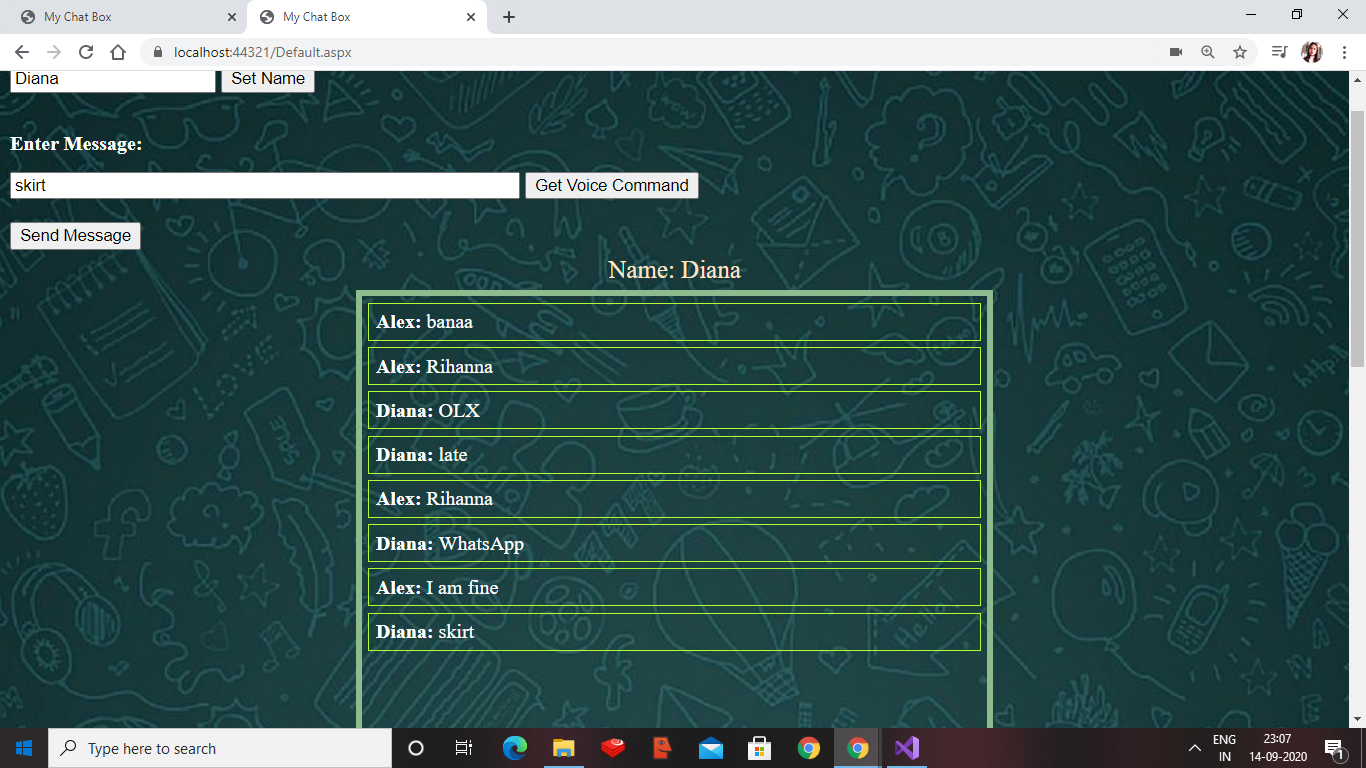 My Chat Box
My Chat Box
localhost:44321/Default.aspx
Diana Set Name
Enter Message:
skirt Get Voice Command
Send Message
Name: Diana
Alex: banaa
Alex: Rihanna
Diana: OLX
Diana: late
Alex: Rihanna
Diana: WhatsApp
Alex: I am fine
Diana: skirt
Type here to search
ENG
IN
23:07
14-09-2020
1